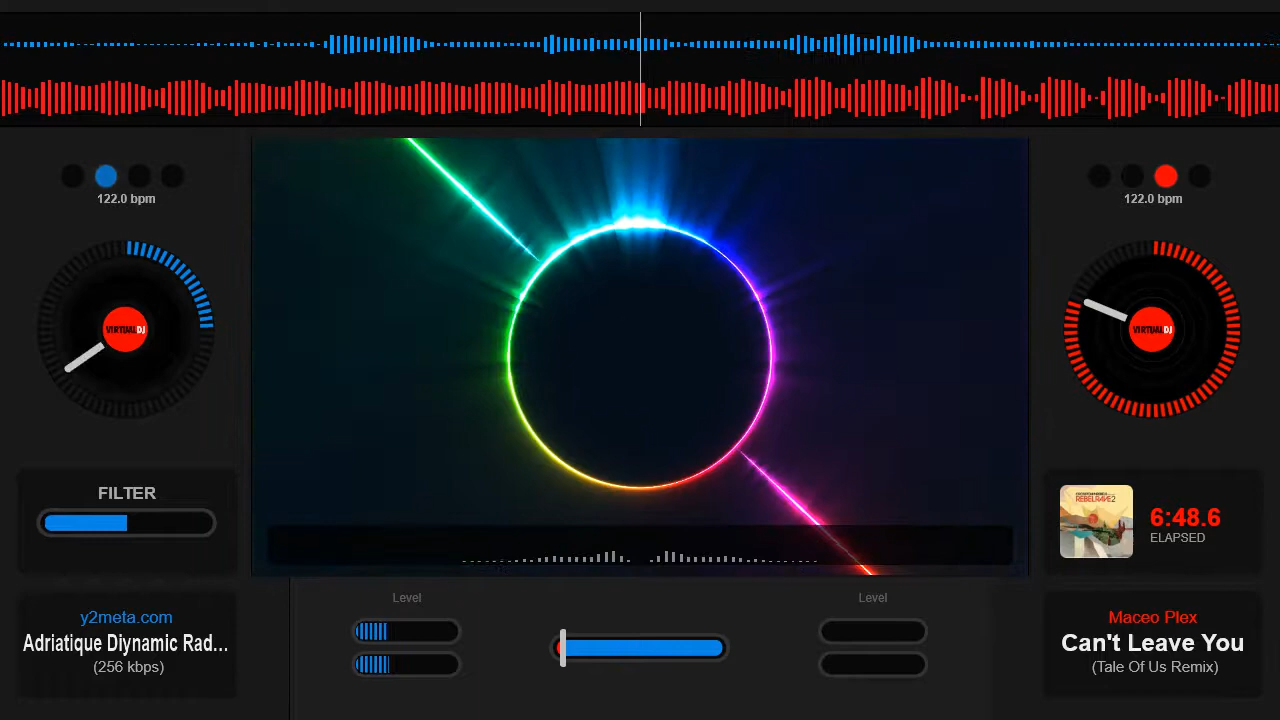 122.0 bpm
122.0 bpm
VIRTUALDJ
VIRTUALDJ
FILTER
REBELRAVE2
6:48.6
ELAPSED
Level
Level
y2meta.com
Adriatique Diynamic Rad...
(256 kbps)
Maceo Plex
Can't Leave You
(Tale Of Us Remix)